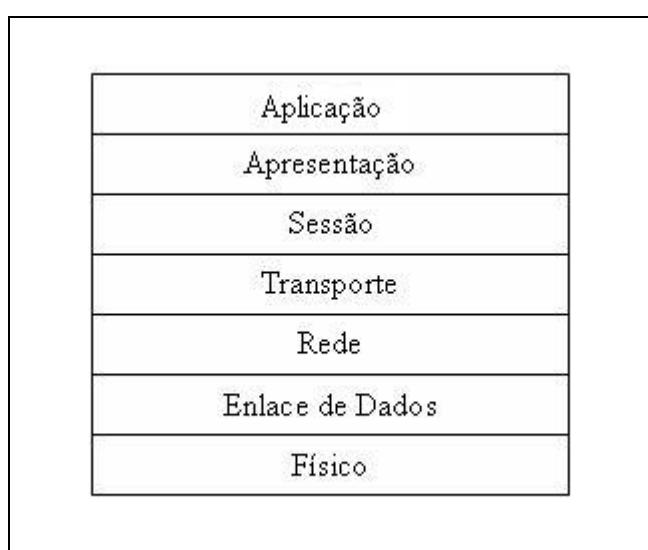 Aplicação
Apresentação
Sessão
Transporte
Rede
Enlace de Dados
Físico